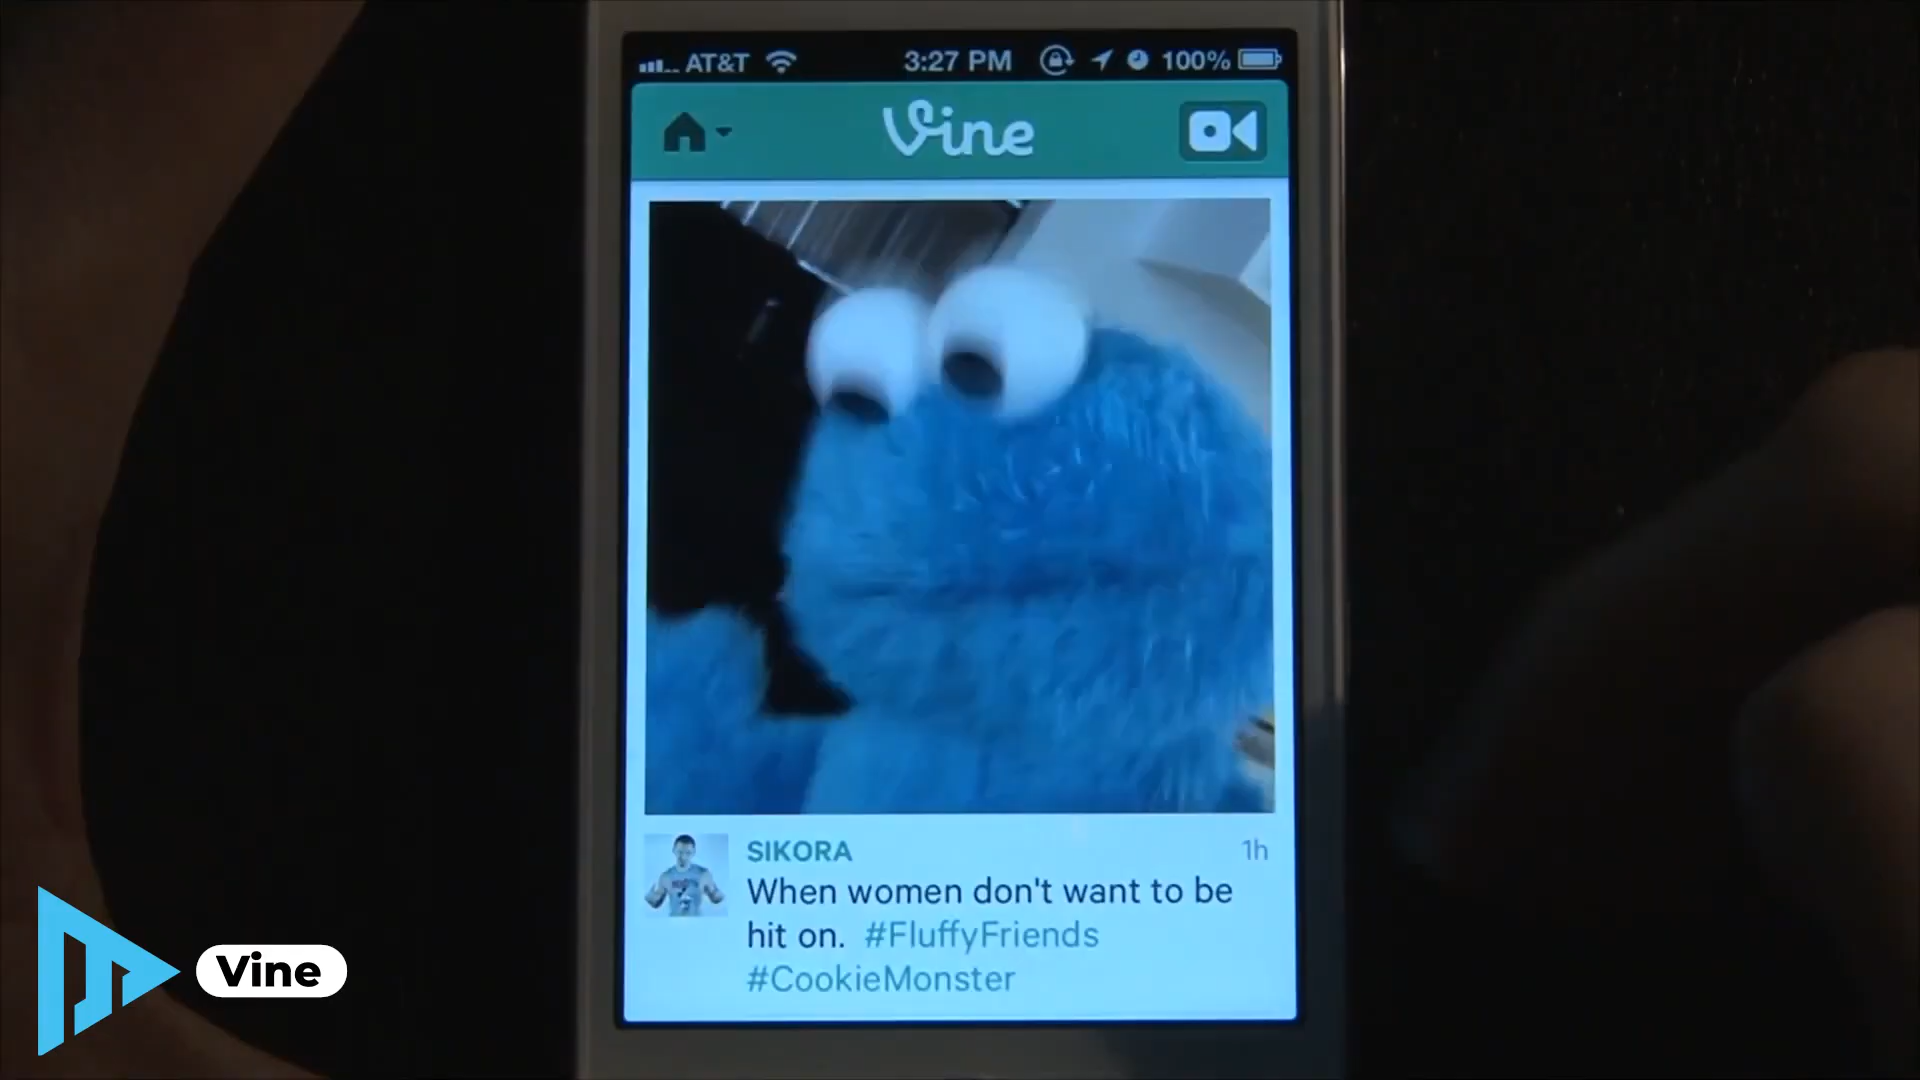 AT&T 3:27 PM 100%
Vine
SIKORA 1h
When women don't want to be
hit on. #FluffyFriends
#CookieMonster
Vine